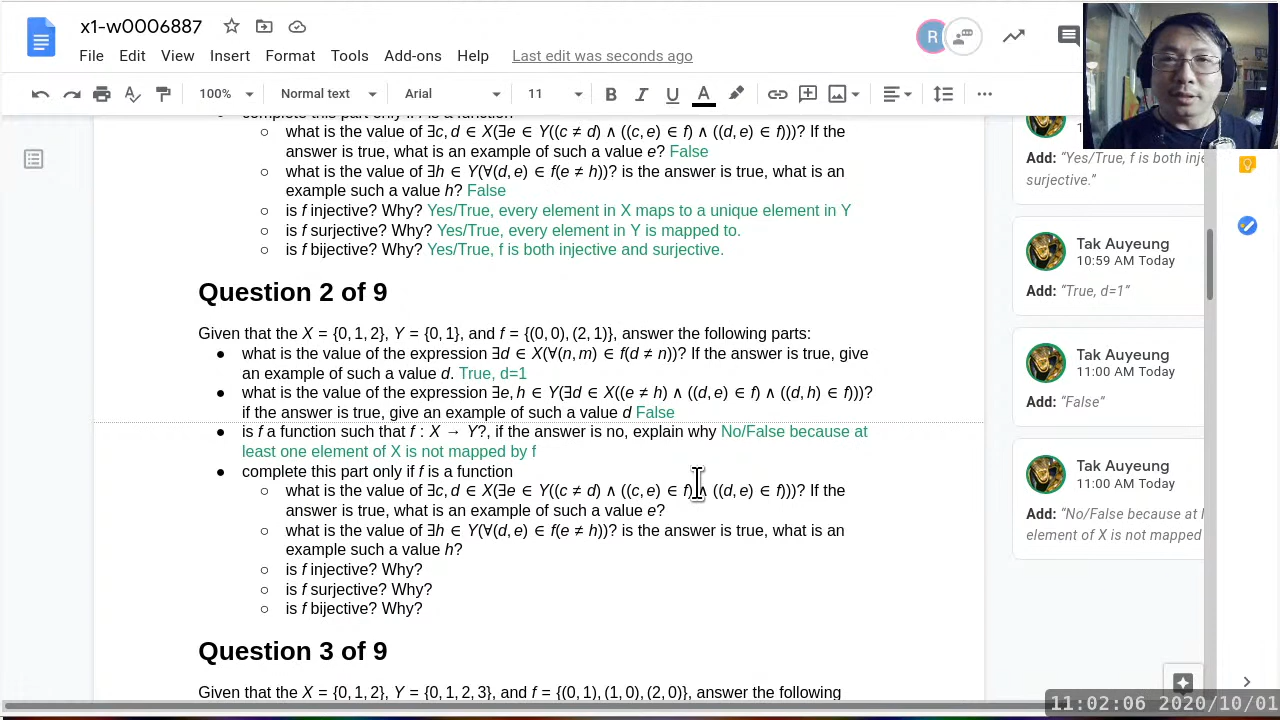 x1-w0006887
File Edit View Insert Format Tools Add-ons Help Last edit was seconds ago
R
100% Normal text Arial 11 B I U A
what is the value of ∃c, d ∈ X(∃e ∈ Y((c ≠ d) ∧ ((c, e) ∈ f) ∧ ((d, e) ∈ f)))? If the
answer is true, what is an example of such a value e? False
what is the value of ∃h ∈ Y(∀(d, e) ∈ f(e ≠ h))? is the answer is true, what is an
example such a value h? False
is f injective? Why? Yes/True, every element in X maps to a unique element in Y
is f surjective? Why? Yes/True, every element in Y is mapped to.
is f bijective? Why? Yes/True, f is both injective and surjective.
Question 2 of 9
Given that the X = {0, 1, 2}, Y = {0, 1}, and f = {(0, 0), (2, 1)}, answer the following parts:
● what is the value of the expression ∃d ∈ X(∀(n, m) ∈ f(d ≠ n))? If the answer is true, give
an example of such a value d. True, d=1
● what is the value of the expression ∃e, h ∈ Y(∃d ∈ X((e ≠ h) ∧ ((d, e) ∈ f) ∧ ((d, h) ∈ f)))?
if the answer is true, give an example of such a value d False
● is f a function such that f : X → Y?, if the answer is no, explain why No/False because at
least one element of X is not mapped by f
● complete this part only if f is a function
○ what is the value of ∃c, d ∈ X(∃e ∈ Y((c ≠ d) ∧ ((c, e) ∈ f) ∧ ((d, e) ∈ f)))? If the
answer is true, what is an example of such a value e?
○ what is the value of ∃h ∈ Y(∀(d, e) ∈ f(e ≠ h))? is the answer is true, what is an
example such a value h?
○ is f injective? Why?
○ is f surjective? Why?
○ is f bijective? Why?
Question 3 of 9
Given that the X = {0, 1, 2}, Y = {0, 1, 2, 3}, and f = {(0, 1), (1, 0), (2, 0)}, answer the following
Add: “Yes/True, f is both inje
surjective.”
Tak Auyeung
10:59 AM Today
Add: “True, d=1”
Tak Auyeung
11:00 AM Today
Add: “False”
Tak Auyeung
11:00 AM Today
Add: “No/False because at l
element of X is not mapped
11:02:06 2020/10/01